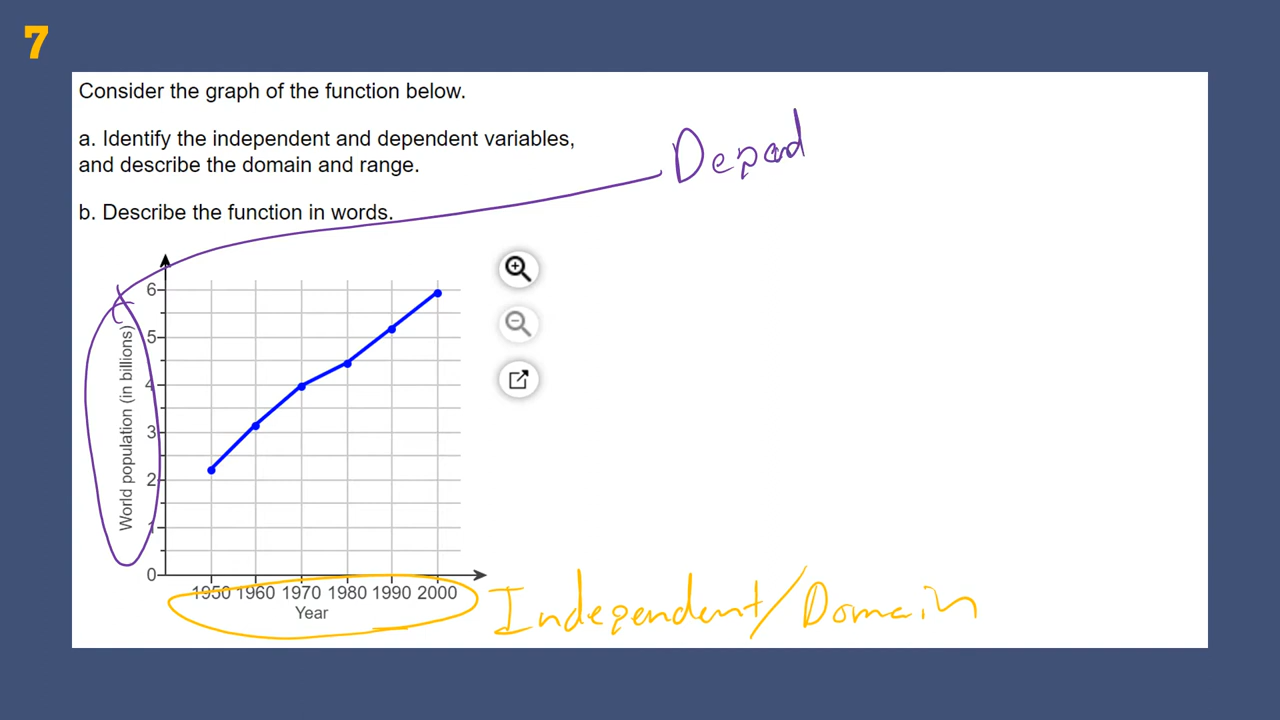 7
Consider the graph of the function below.
a. Identify the independent and dependent variables,
and describe the domain and range.
Depend
b. Describe the function in words.
World population (in billions)
6
5
4
3
2
1
0
1950 1960 1970 1980 1990 2000
Year
Independent/Domain